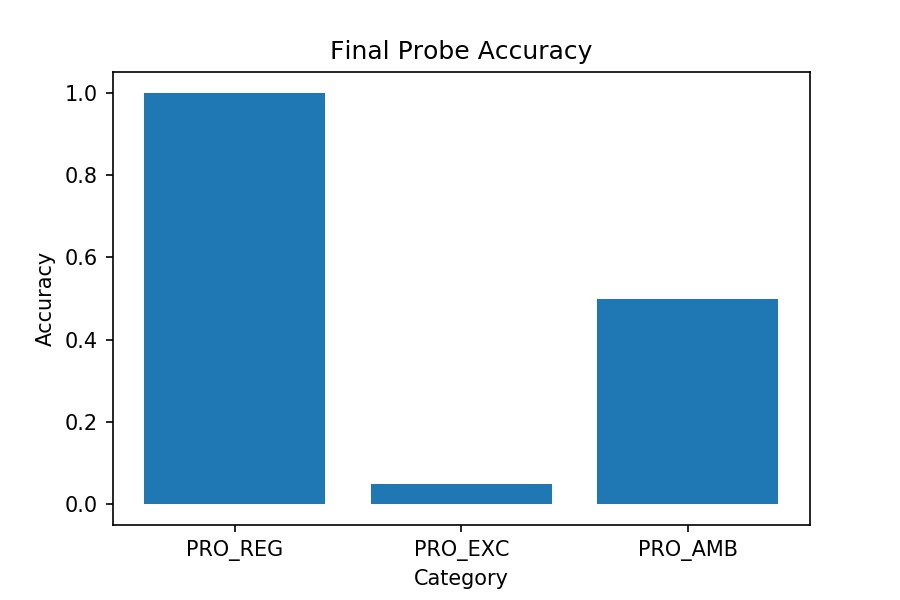 Final Probe Accuracy
Accuracy
1.0
0.8
0.6
0.4
0.2
0.0
PRO_REG PRO_EXC PRO_AMB
Category